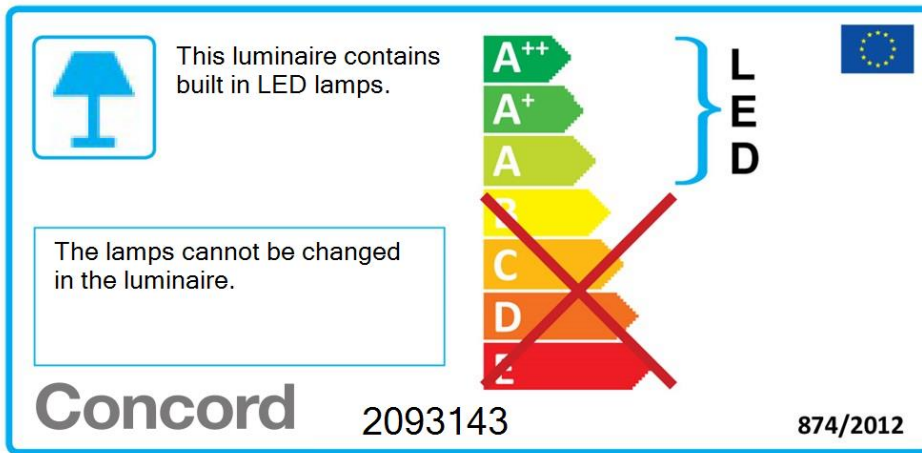 This luminaire contains
built in LED lamps.
A++
A+
A
B
C
D
E
L
E
D
The lamps cannot be changed
in the luminaire.
Concord
2093143
874/2012